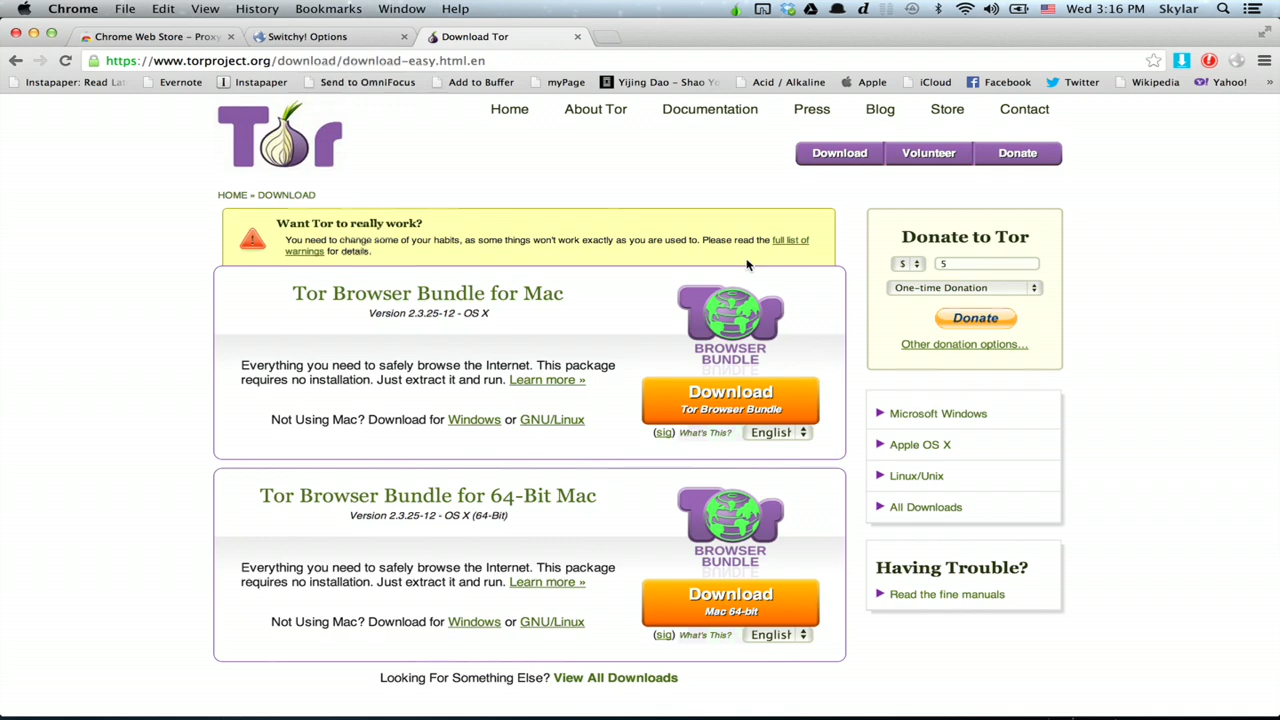 Chrome File Edit View History Bookmarks Window Help d Wed 3:16 PM Skylar
Chrome Web Store - Proxy Switchy! Options Download Tor
https://www.torproject.org/download/download-easy.html.en
Instapaper: Read Lat Evernote Instapaper Send to OmniFocus Add to Buffer myPage Yijing Dao - Shao Yo Acid / Alkaline Apple iCloud Facebook Twitter Wikipedia Yahoo! »
Tor
Home About Tor Documentation Press Blog Store Contact
Download Volunteer Donate
HOME » DOWNLOAD
Want Tor to really work?
You need to change some of your habits, as some things won't work exactly as you are used to. Please read the full list of
warnings for details.
Tor Browser Bundle for Mac
Version 2.3.25-12 - OS X
Everything you need to safely browse the Internet. This package
requires no installation. Just extract it and run. Learn more »
Not Using Mac? Download for Windows or GNU/Linux
Tor
BROWSER
BUNDLE
Download
Tor Browser Bundle
(sig) What's This? English
Tor Browser Bundle for 64-Bit Mac
Version 2.3.25-12 - OS X (64-Bit)
Everything you need to safely browse the Internet. This package
requires no installation. Just extract it and run. Learn more »
Not Using Mac? Download for Windows or GNU/Linux
Tor
BROWSER
BUNDLE
Download
Mac 64-bit
(sig) What's This? English
Looking For Something Else? View All Downloads
Donate to Tor
$ 5
One-time Donation
Donate
Other donation options...
Microsoft Windows
Apple OS X
Linux/Unix
All Downloads
Having Trouble?
Read the fine manuals